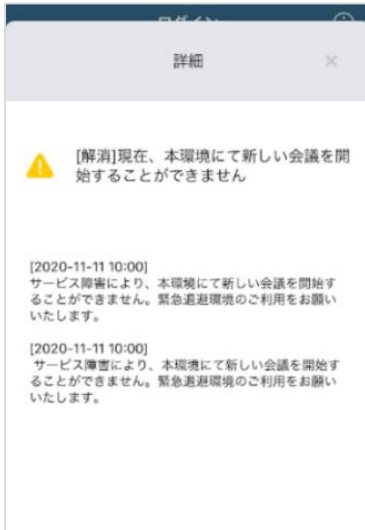 ログイン
詳細
[解消]現在、本環境にて新しい会議を開
始することができません
[2020-11-11 10:00]
サービス障害により、本環境にて新しい会議を開始す
ることができません。緊急退避環境のご利用をお願い
いたします。
[2020-11-11 10:00]
サービス障害により、本環境にて新しい会議を開始す
ることができません。緊急退避環境のご利用をお願い
いたします。